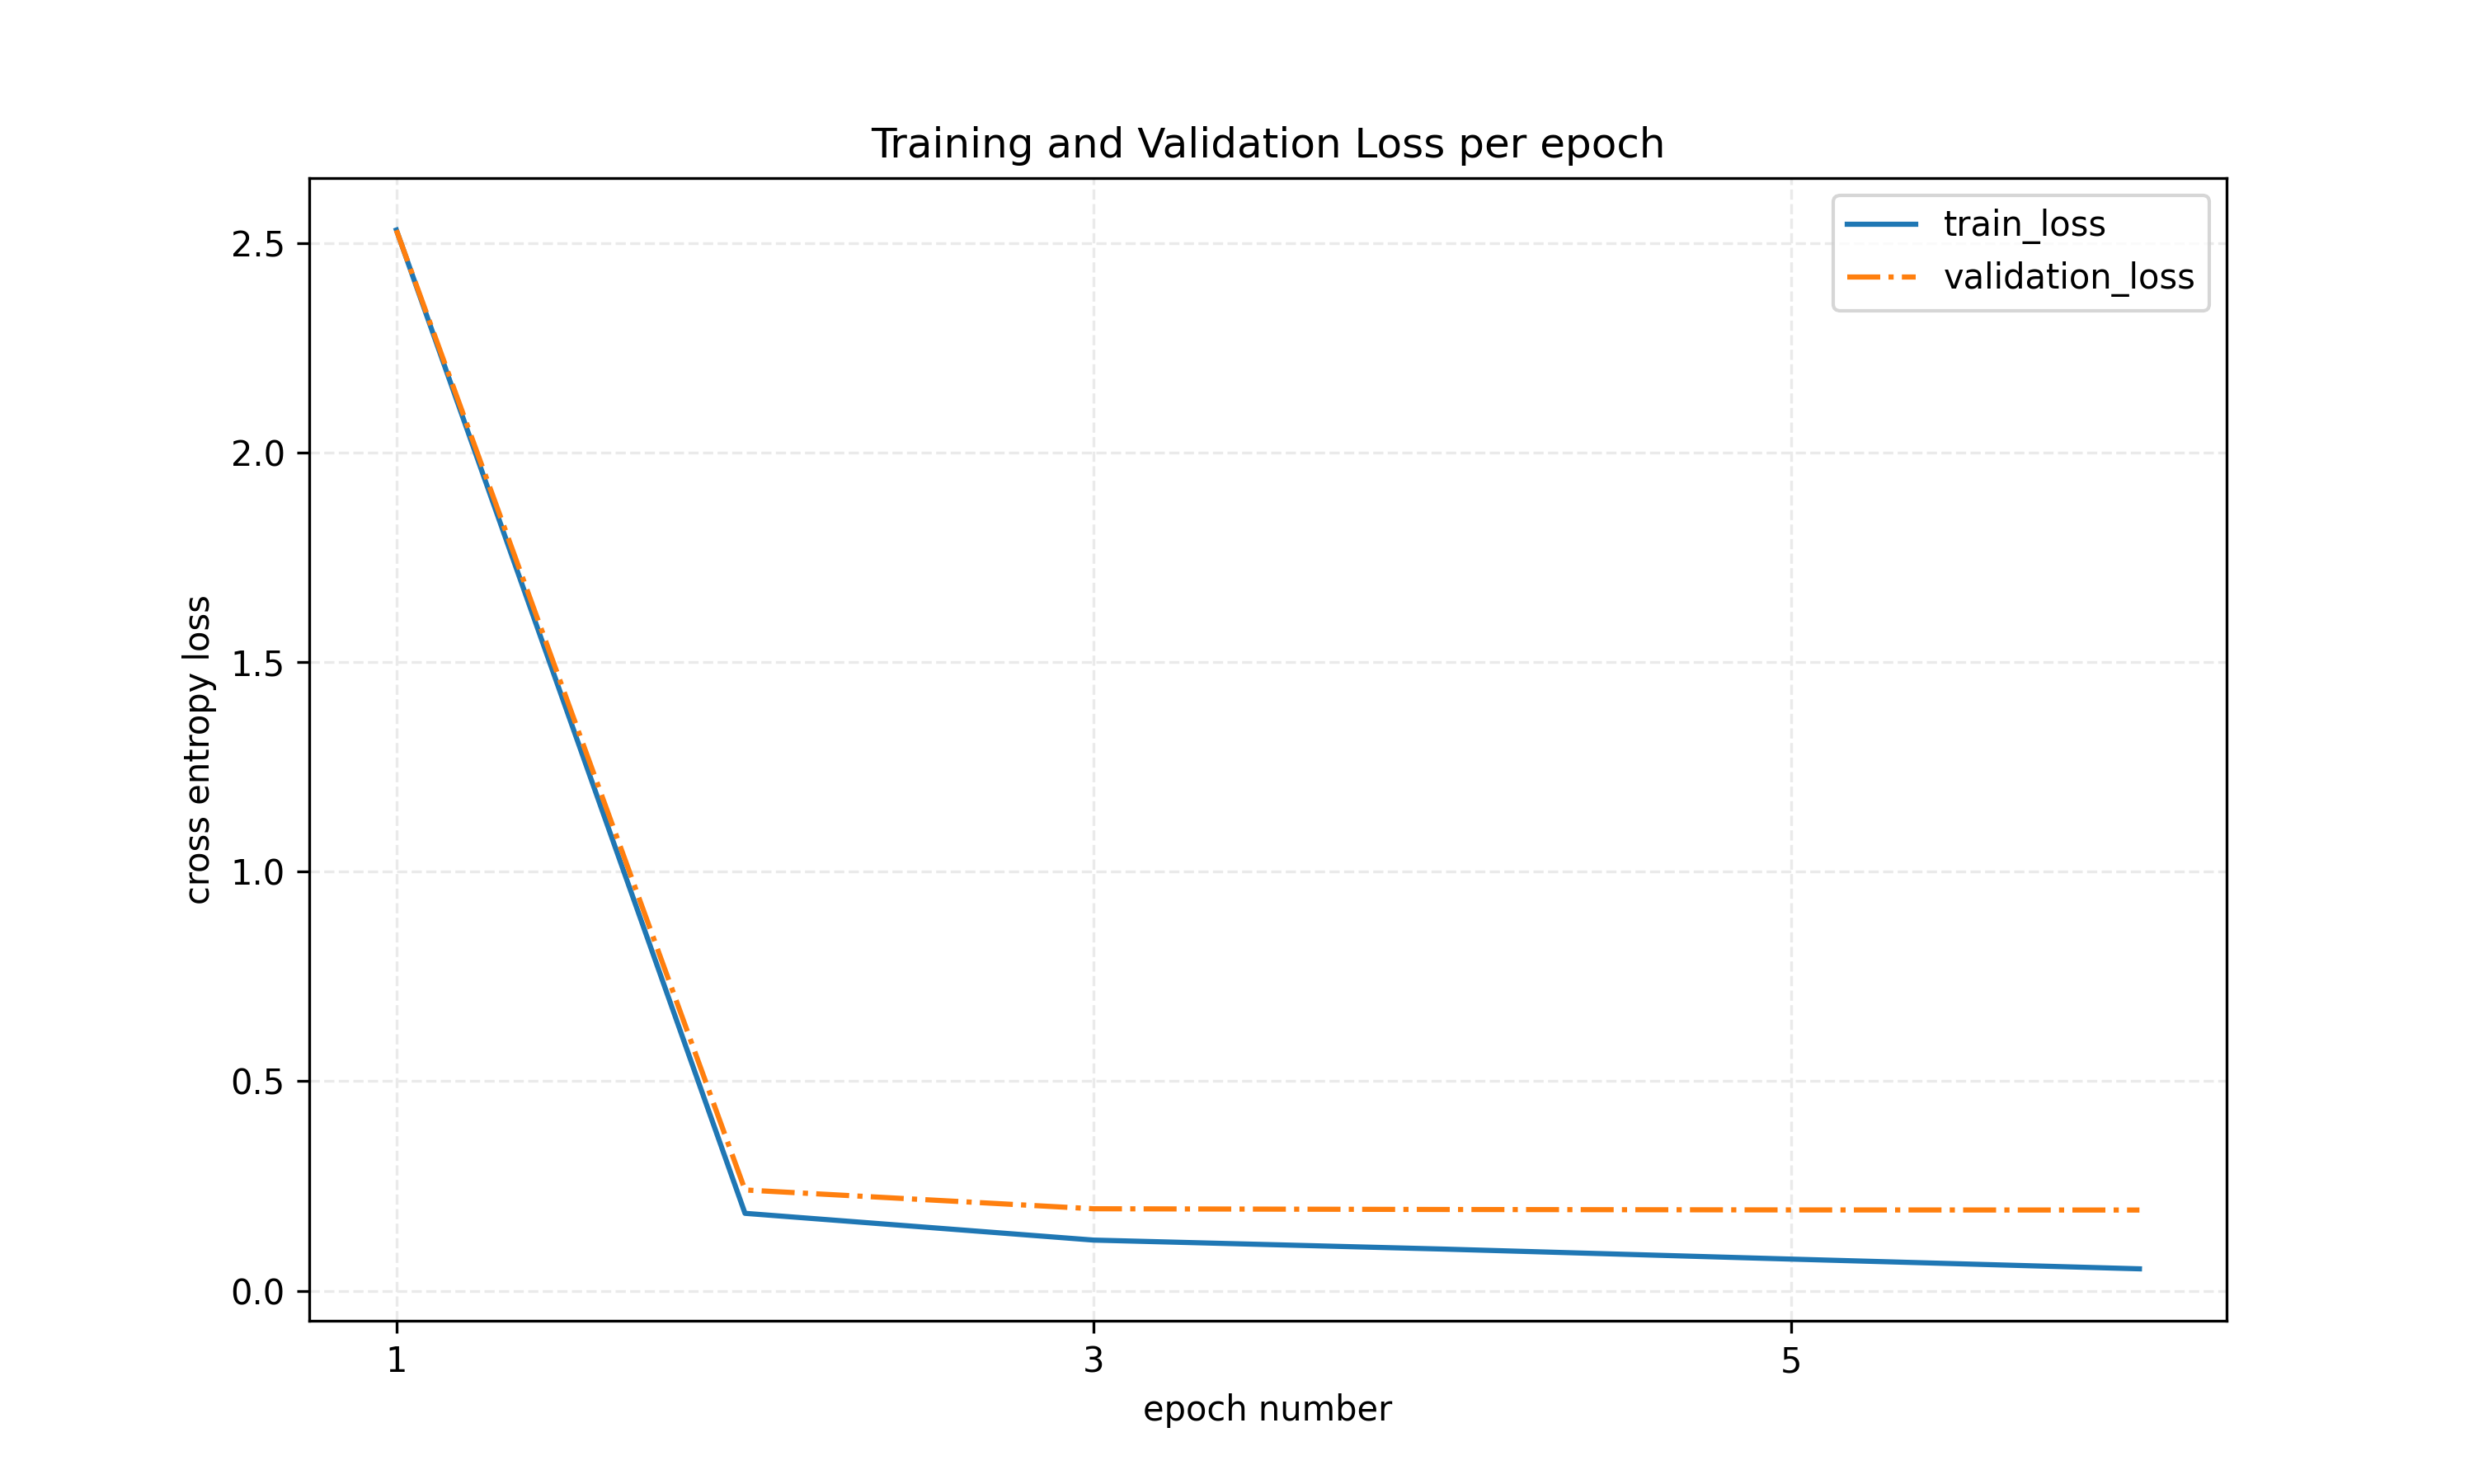 Training and Validation Loss per epoch
train_loss
validation_loss
cross entropy loss
2.5
2.0
1.5
1.0
0.5
0.0
1 3 5
epoch number